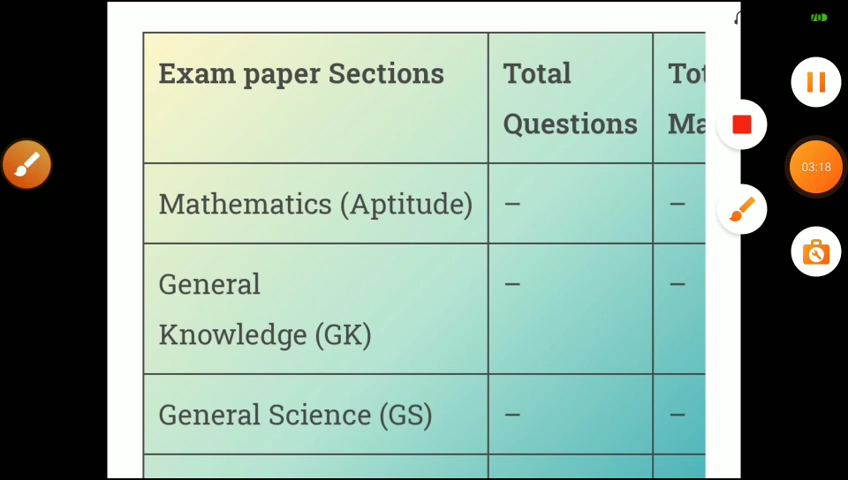 Exam paper Sections
Total
Questions
Mathematics (Aptitude)
–
–
General
Knowledge (GK)
–
–
General Science (GS)
–
–
03:18